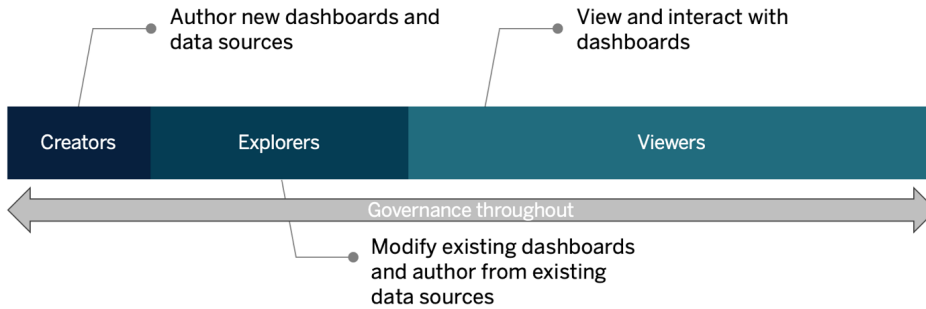 Author new dashboards and
data sources
View and interact with
dashboards
Creators
Explorers
Viewers
Governance throughout
Modify existing dashboards
and author from existing
data sources